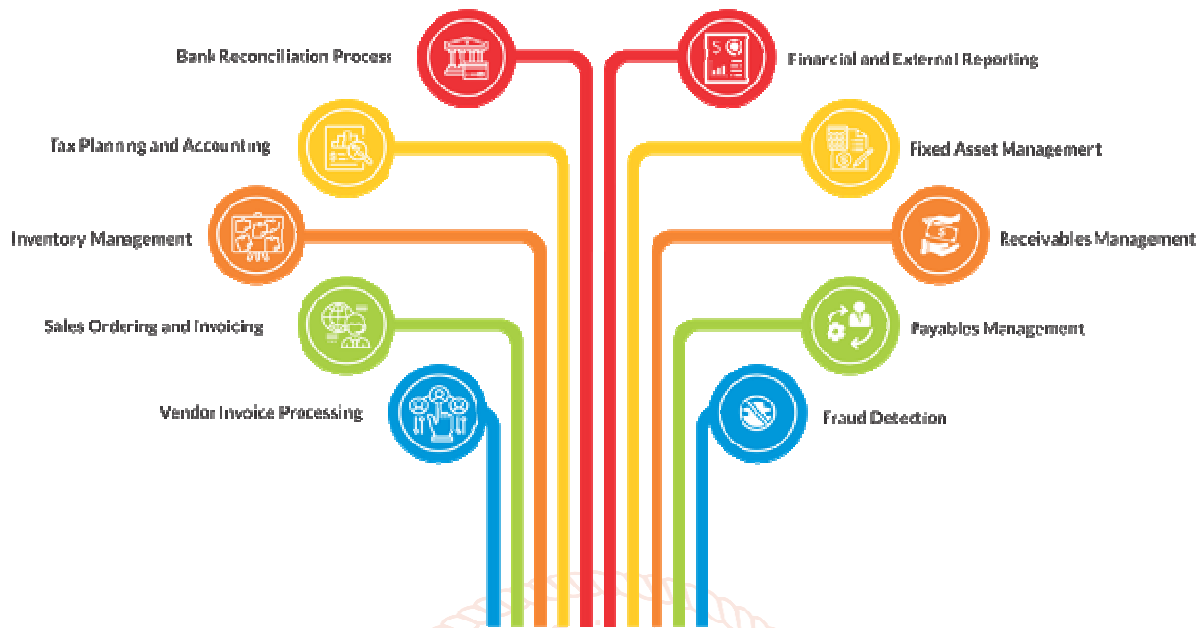 Bank Reconciliation Process
Financial and External Reporting
Tax Planning and Accounting
Fixed Asset Management
Inventory Management
Receivables Management
Sales Ordering and Invoicing
Payables Management
Vendor Invoice Processing
Fraud Detection